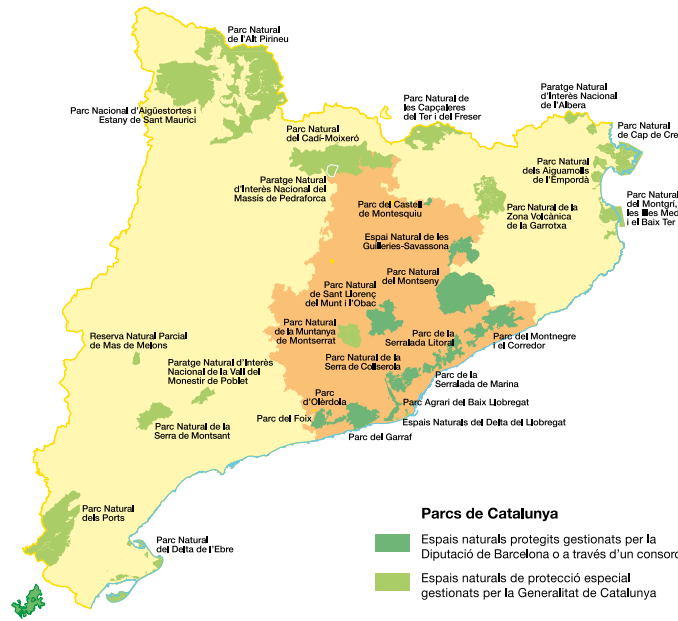 Parc Natural
de l'Alt Pirineu
Parc Nacional d'Aigüestortes i
Estany de Sant Maurici
Parc Natural de
les Capçaleres
del Ter i del Freser
Paratge Natural
d'Interès Nacional
de l'Albera
Parc Natural
de Cap de Cre
Parc Natural
del Cadí-Moixeró
Parc Natural
dels Aiguamolls
de l'Empordà
Paratge Natural
d'Interès Nacional del
Massís de Pedraforca
Parc del Castell
de Montesquiu
Parc Natural de la
Zona Volcànica
de la Garrotxa
Parc Natural
del Montgrí,
les Illes Med
i el Baix Ter
Espai Natural de les
Guilleries-Savassona
Parc Natural
del Montseny
Parc Natural
de Sant Llorenç
del Munt i l'Obac
Parc Natural
de la Muntanya
de Montserrat
Parc de la
Serralada Litoral
Parc del Montnegre
i el Corredor
Reserva Natural Parcial
de Mas de Melons
Paratge Natural d'Interès
Nacional de la Vall del
Monestir de Poblet
Parc Natural de la
Serra de Collserola
Parc de la
Serralada de Marina
Parc
d'Olèrdola
Parc Agrari del Baix Llobregat
Parc del Foix
Espais Naturals del Delta del Llobregat
Parc Natural de la
Serra de Montsant
Parc del Garraf
Parc Natural
dels Ports
Parc Natural
del Delta de l'Ebre
Parcs de Catalunya
Espais naturals protegits gestionats per la
Diputació de Barcelona o a través d'un consorc
Espais naturals de protecció especial
gestionats per la Generalitat de Catalunya